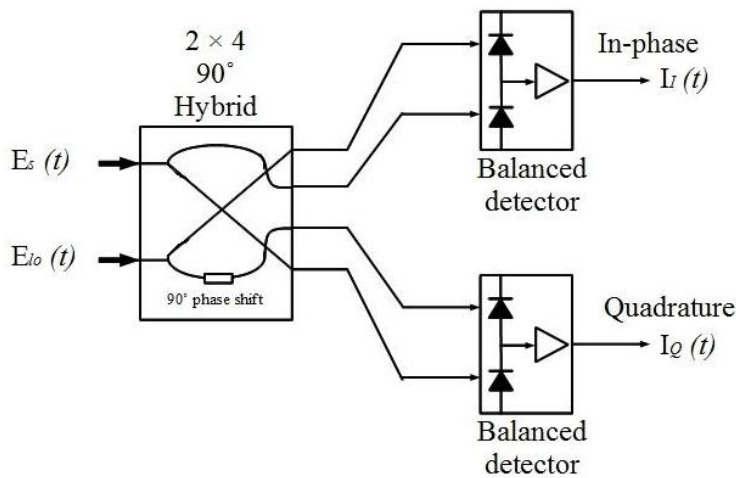 2 × 4
90°
Hybrid
Es (t)
Elo (t)
90° phase shift
In-phase
II (t)
Balanced
detector
Quadrature
IQ (t)
Balanced
detector